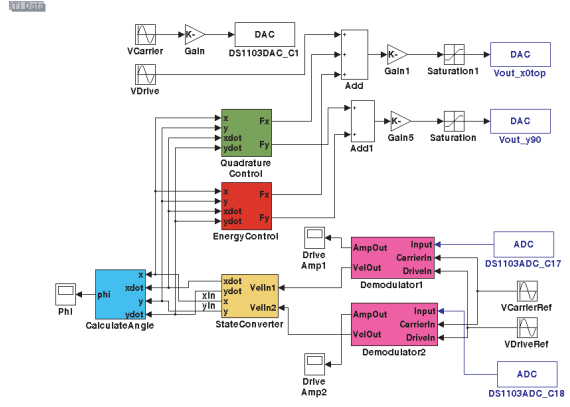 RTI Data
K-
DAC
VCarrier
Gain
DS1103DAC_C1
VDrive
+
+
+
Add
K-
Gain1
Saturation1
DAC
Vout_x0top
x
y
xdot
ydot
Fx
Fy
Quadrature
Control
+
+
Add1
K-
Gain5
Saturation
DAC
Vout_y90
x
y
xdot
ydot
Fx
Fy
EnergyControl
Drive
Amp1
AmpOut
VelOut
Input
CarrierIn
DriveIn
Demodulator1
ADC
DS1103ADC_C17
Phi
phi
x
xdot
y
ydot
CalculateAngle
xin
yin
xdot
ydot
x
y
VelIn1
VelIn2
StateConverter
VCarrierRef
AmpOut
VelOut
Input
CarrierIn
DriveIn
Demodulator2
VDriveRef
Drive
Amp2
ADC
DS1103ADC_C18